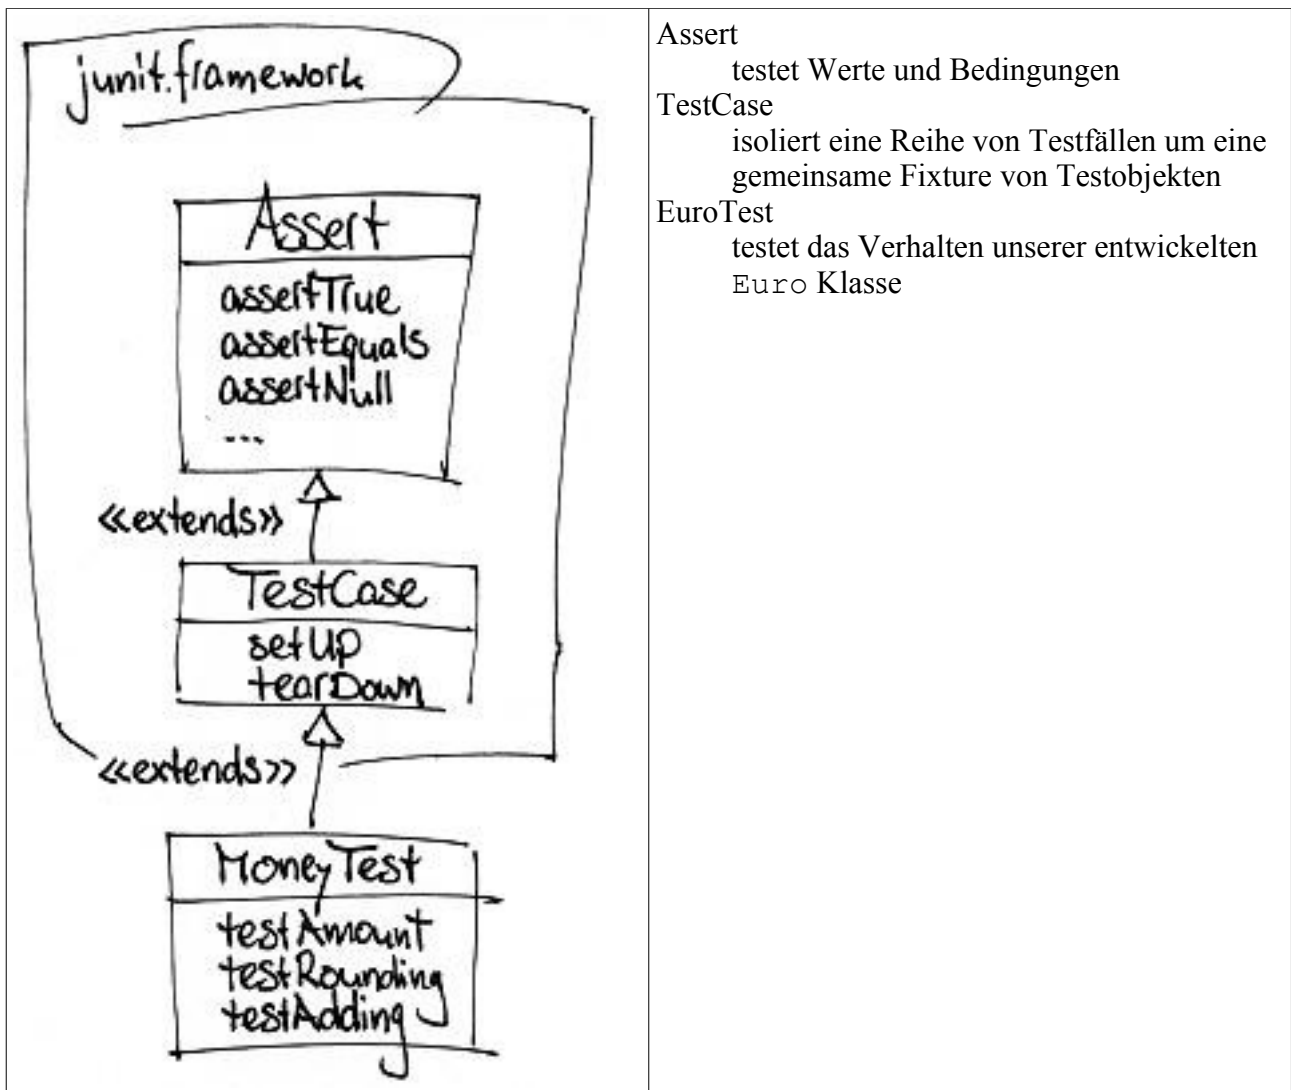 junit.framework
Assert
assertTrue
assertEquals
assertNull
...
«extends»
TestCase
setUp
tearDown
«extends»
MoneyTest
testAmount
testRounding
testAdding
Assert
testet Werte und Bedingungen
TestCase
isoliert eine Reihe von Testfällen um eine
gemeinsame Fixture von Testobjekten
EuroTest
testet das Verhalten unserer entwickelten
Euro Klasse